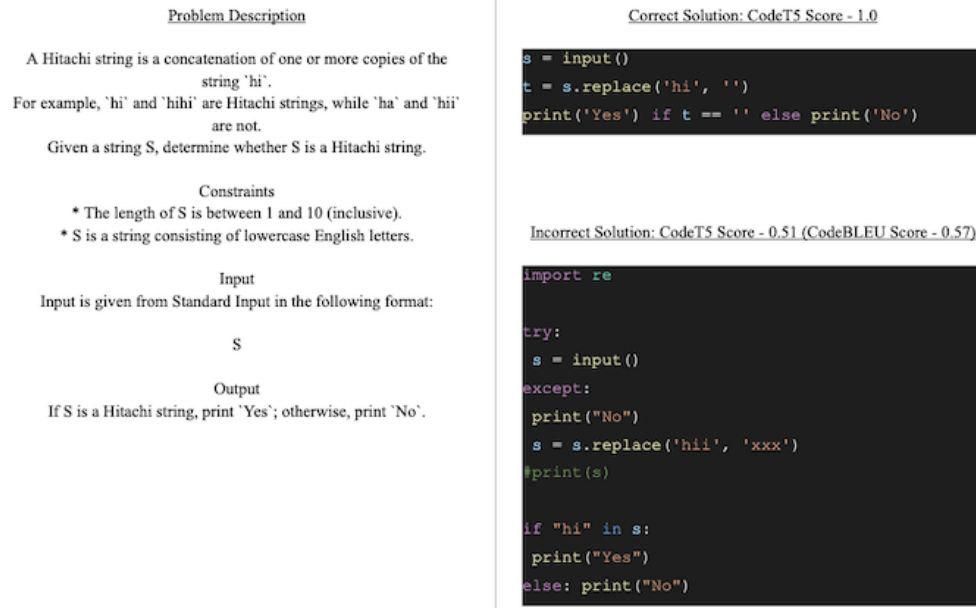 Problem Description
A Hitachi string is a concatenation of one or more copies of the
string `hi`.
For example, `hi` and `hihi` are Hitachi strings, while `ha` and `hii`
are not.
Given a string S, determine whether S is a Hitachi string.
Constraints
* The length of S is between 1 and 10 (inclusive).
* S is a string consisting of lowercase English letters.
Input
Input is given from Standard Input in the following format:
S
Output
If S is a Hitachi string, print `Yes`; otherwise, print `No`.
Correct Solution: CodeT5 Score - 1.0
s = input()
t = s.replace('hi', '')
print('Yes') if t == '' else print('No')
Incorrect Solution: CodeT5 Score - 0.51 (CodeBLEU Score - 0.57)
import re
try:
 s = input()
except:
 print("No")
 s = s.replace('hii', 'xxx')
#print(s)
if "hi" in s:
 print("Yes")
else: print("No")